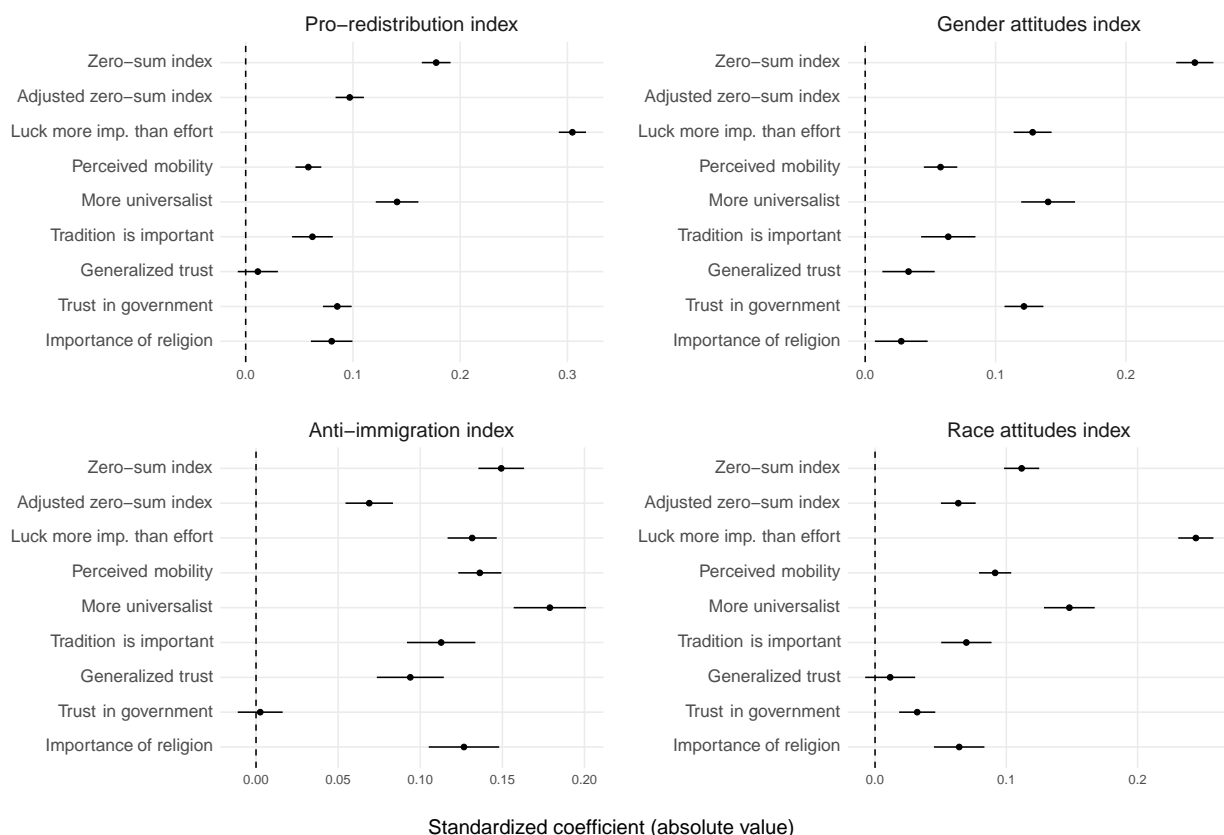 Pro−redistribution index
Zero−sum index
Adjusted zero−sum index
Luck more imp. than effort
Perceived mobility
More universalist
Tradition is important
Generalized trust
Trust in government
Importance of religion
0.0 0.1 0.2 0.3
Gender attitudes index
Zero−sum index
Adjusted zero−sum index
Luck more imp. than effort
Perceived mobility
More universalist
Tradition is important
Generalized trust
Trust in government
Importance of religion
0.0 0.1 0.2
Anti−immigration index
Zero−sum index
Adjusted zero−sum index
Luck more imp. than effort
Perceived mobility
More universalist
Tradition is important
Generalized trust
Trust in government
Importance of religion
0.00 0.05 0.10 0.15 0.20
Race attitudes index
Zero−sum index
Adjusted zero−sum index
Luck more imp. than effort
Perceived mobility
More universalist
Tradition is important
Generalized trust
Trust in government
Importance of religion
0.0 0.1 0.2
Standardized coefficient (absolute value)